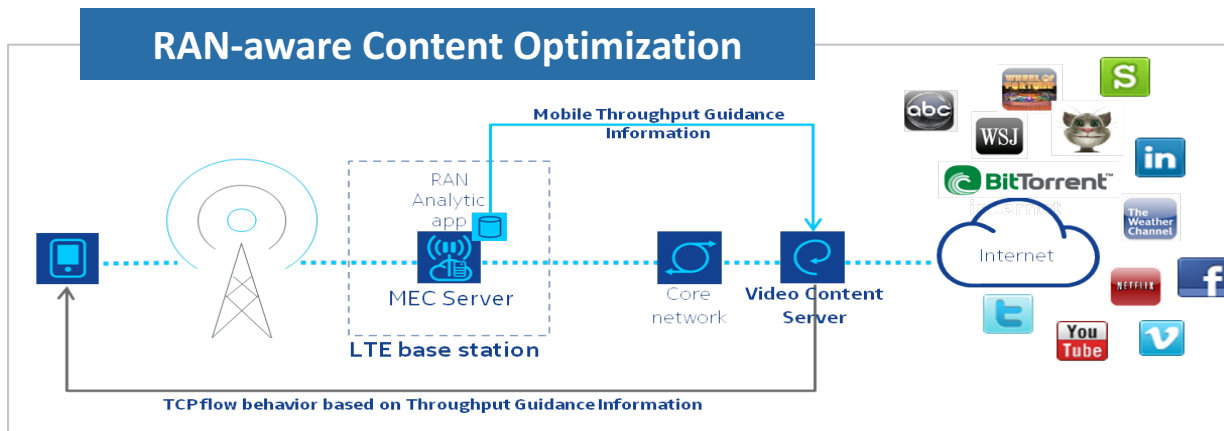 RAN-aware Content Optimization
Mobile Throughput Guidance
Information
RAN
Analytic
app
MEC Server
LTE base station
Core
network
Video Content
Server
TCP flow behavior based on Throughput Guidance Information
abc
WHEEL OF
FORTUNE
S
WSJ
in
BitTorrent™
internet
The
Weather
Channel
Internet
NETFLIX
f
t
You
Tube
v